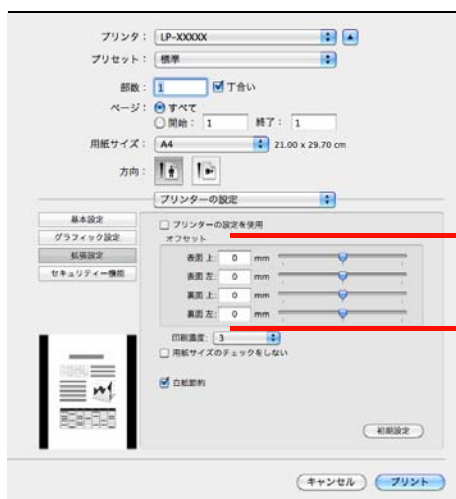 プリンタ： LP-XXXXX
プリセット： 標準
部数： 1 丁合い
ページ： すべて
開始： 1 終了： 1
用紙サイズ： A4 21.00 x 29.70 cm
方向：
プリンターの設定
基本設定
グラフィック設定
拡張設定
セキュリティー機能
プリンターの設定を使用
オフセット
表面 上: 0 mm
表面 左: 0 mm
裏面 上: 0 mm
裏面 左: 0 mm
印刷濃度: 3
用紙サイズのチェックをしない
白紙節約
初期設定
キャンセル プリント